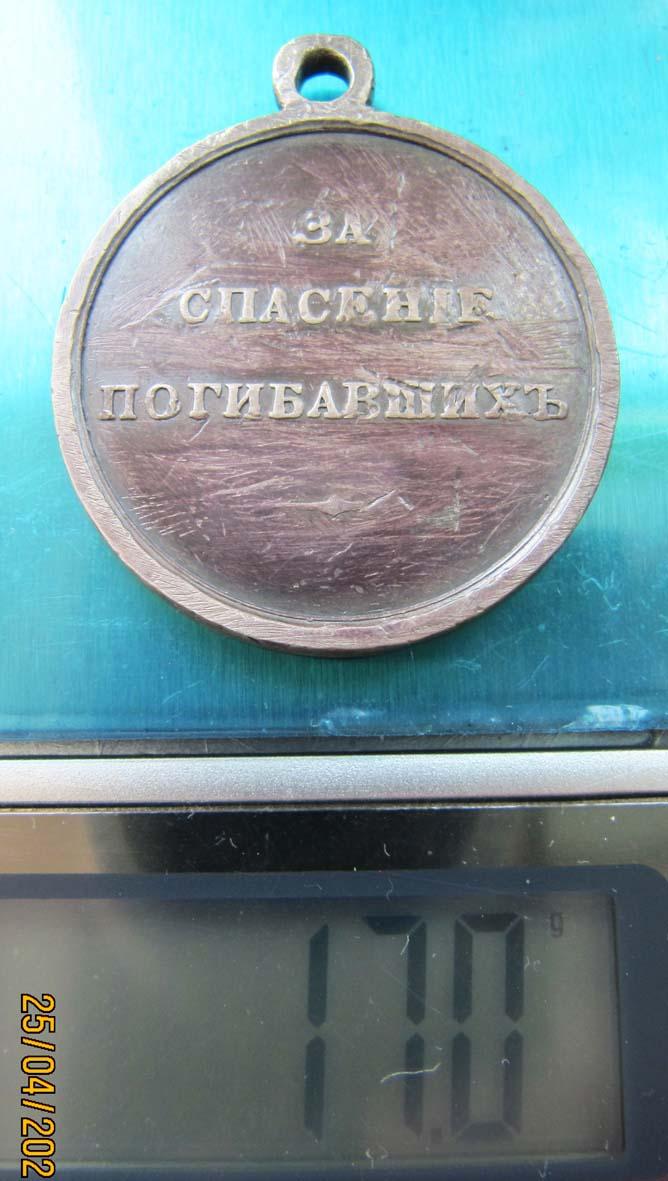 ЗА
СПАСЕНІЕ
ПОГИБАВШИХЪ
17.0 g
25/04/202